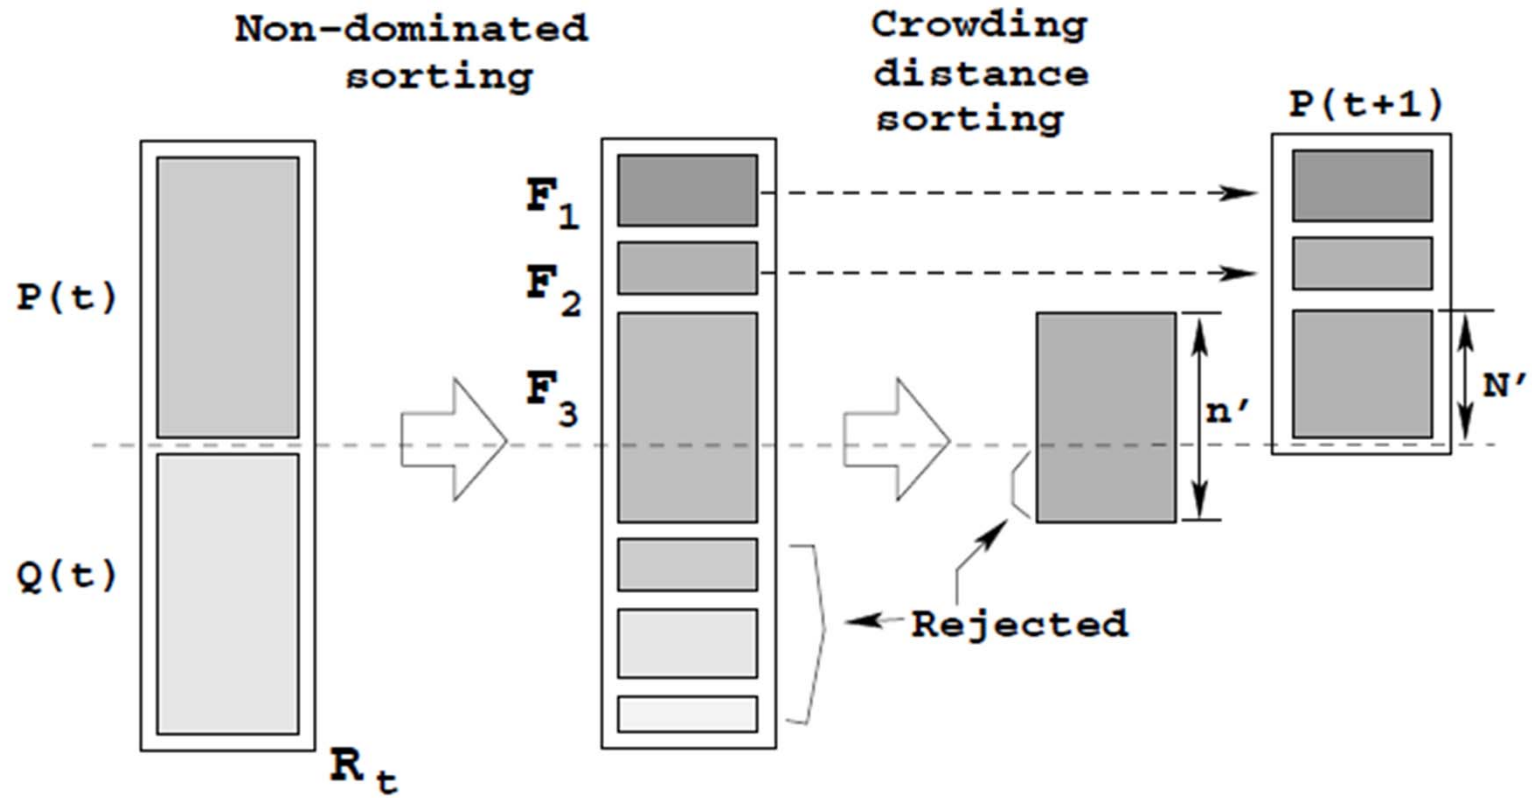 Non-dominated
sorting
Crowding
distance
sorting
P(t+1)
F1
F2
P(t)
F3
n′
N′
Q(t)
Rejected
Rt